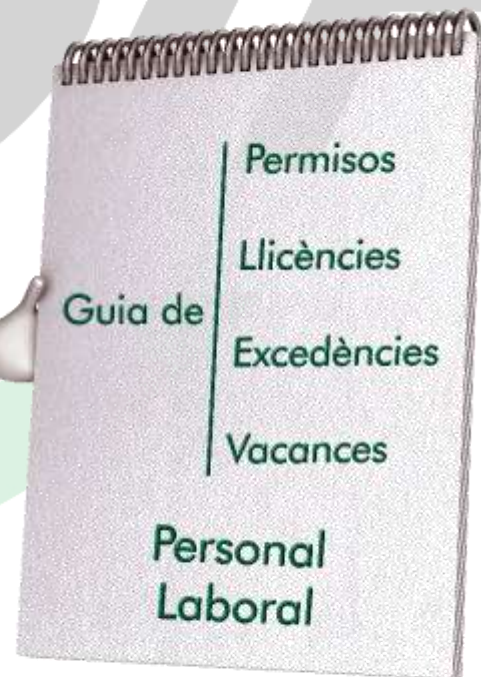 Permisos
Llicències
Guia de
Excedències
Vacances
Personal
Laboral